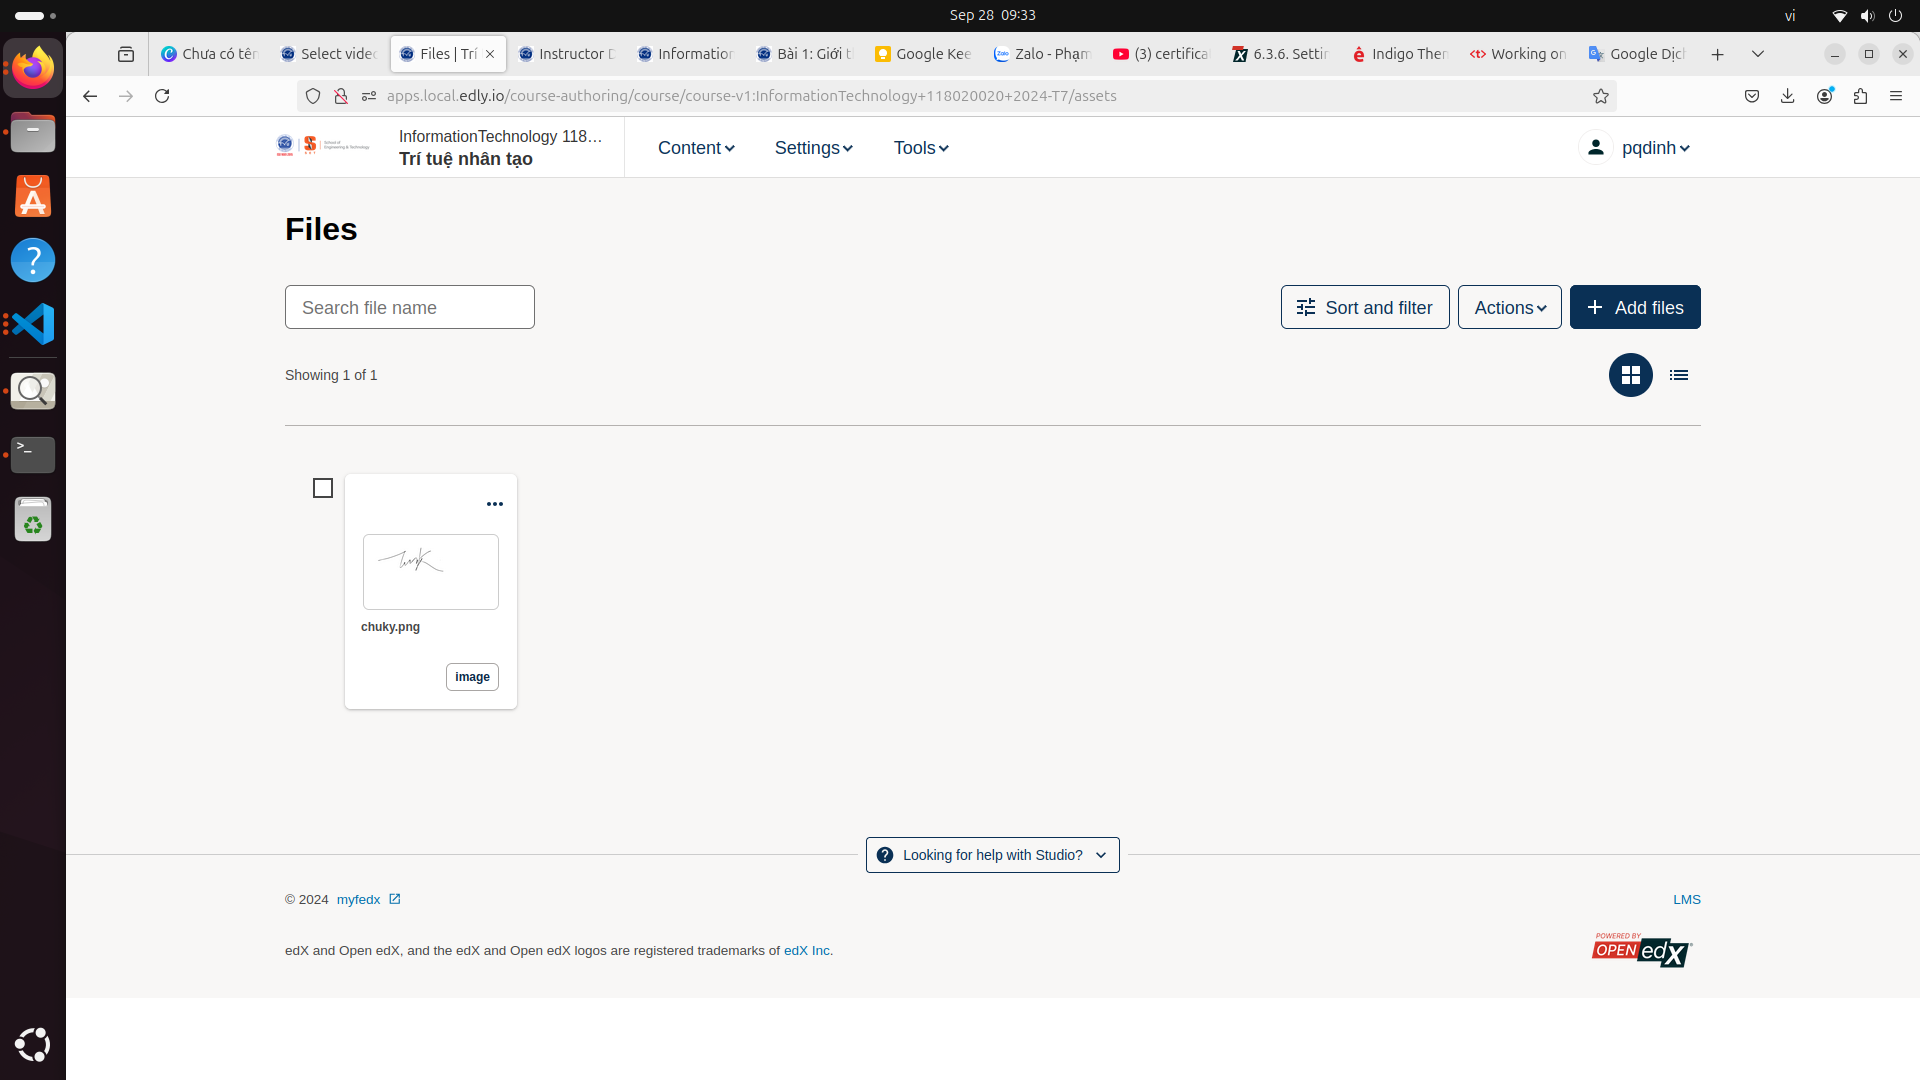 Sep 28 09:33
vi
Chưa có tên
Select video
Files | Trí
Instructor D
Information
Bài 1: Giới t
Google Kee
Zalo - Phạm
(3) certifica
6.3.6. Settin
Indigo Them
Working on
Google Dịch
apps.local.edly.io/course-authoring/course/course-v1:InformationTechnology+118020020+2024-T7/assets
InformationTechnology 118...
Trí tuệ nhân tạo
Content
Settings
Tools
pqdinh
Files
Search file name
Sort and filter
Actions
Add files
Showing 1 of 1
chuky.png
image
Looking for help with Studio?
© 2024 myfedx
LMS
edX and Open edX, and the edX and Open edX logos are registered trademarks of edX Inc.
POWERED BY
OPEN edX